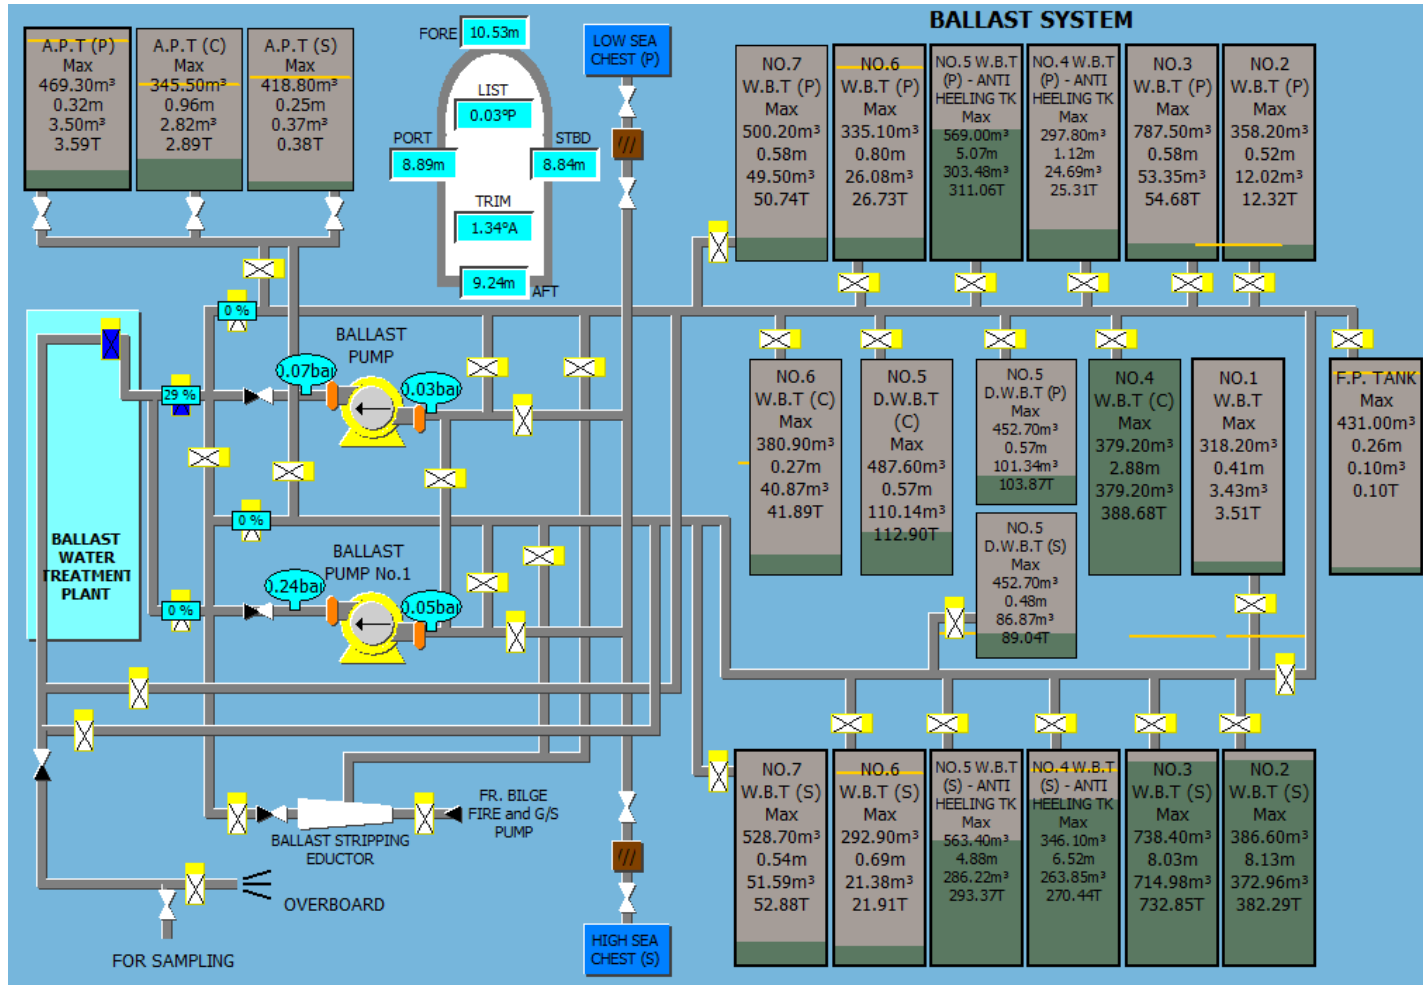 BALLAST SYSTEM
A.P.T (P)
Max
469.30m³
0.32m
3.50m³
3.59T
A.P.T (C)
Max
345.50m³
0.96m
2.82m³
2.89T
A.P.T (S)
Max
418.80m³
0.25m
0.37m³
0.38T
FORE
10.53m
LIST
0.03°P
PORT
8.89m
STBD
8.84m
TRIM
1.34°A
9.24m
AFT
LOW SEA
CHEST (P)
NO.7
W.B.T (P)
Max
500.20m³
0.58m
49.50m³
50.74T
NO.6
W.B.T (P)
Max
335.10m³
0.80m
26.08m³
26.73T
NO.5 W.B.T
(P) - ANTI
HEELING TK
Max
569.00m³
5.07m
303.48m³
311.06T
NO.4 W.B.T
(P) - ANTI
HEELING TK
Max
297.80m³
1.12m
24.69m³
25.31T
NO.3
W.B.T (P)
Max
787.50m³
0.58m
53.35m³
54.68T
NO.2
W.B.T (P)
Max
358.20m³
0.52m
12.02m³
12.32T
0 %
BALLAST
PUMP
0.07bar
0.03bar
29 %
0 %
BALLAST
PUMP No.1
0.24bar
0.05bar
0 %
BALLAST
WATER
TREATMENT
PLANT
NO.6
W.B.T (C)
Max
380.90m³
0.27m
40.87m³
41.89T
NO.5
D.W.B.T
(C)
Max
487.60m³
0.57m
110.14m³
112.90T
NO.5
D.W.B.T (P)
Max
452.70m³
0.57m
101.34m³
103.87T
NO.5
D.W.B.T (S)
Max
452.70m³
0.48m
86.87m³
89.04T
NO.4
W.B.T (C)
Max
379.20m³
2.88m
379.20m³
388.68T
NO.1
W.B.T
Max
318.20m³
0.41m
3.43m³
3.51T
F.P. TANK
Max
431.00m³
0.26m
0.10m³
0.10T
NO.7
W.B.T (S)
Max
528.70m³
0.54m
51.59m³
52.88T
NO.6
W.B.T (S)
Max
292.90m³
0.69m
21.38m³
21.91T
NO.5 W.B.T
(S) - ANTI
HEELING TK
Max
563.40m³
4.88m
286.22m³
293.37T
NO.4 W.B.T
(S) - ANTI
HEELING TK
Max
346.10m³
6.52m
263.85m³
270.44T
NO.3
W.B.T (S)
Max
738.40m³
8.03m
714.98m³
732.85T
NO.2
W.B.T (S)
Max
386.60m³
8.13m
372.96m³
382.29T
BALLAST STRIPPING
EDUCTOR
FR. BILGE
FIRE and G/S
PUMP
OVERBOARD
FOR SAMPLING
HIGH SEA
CHEST (S)